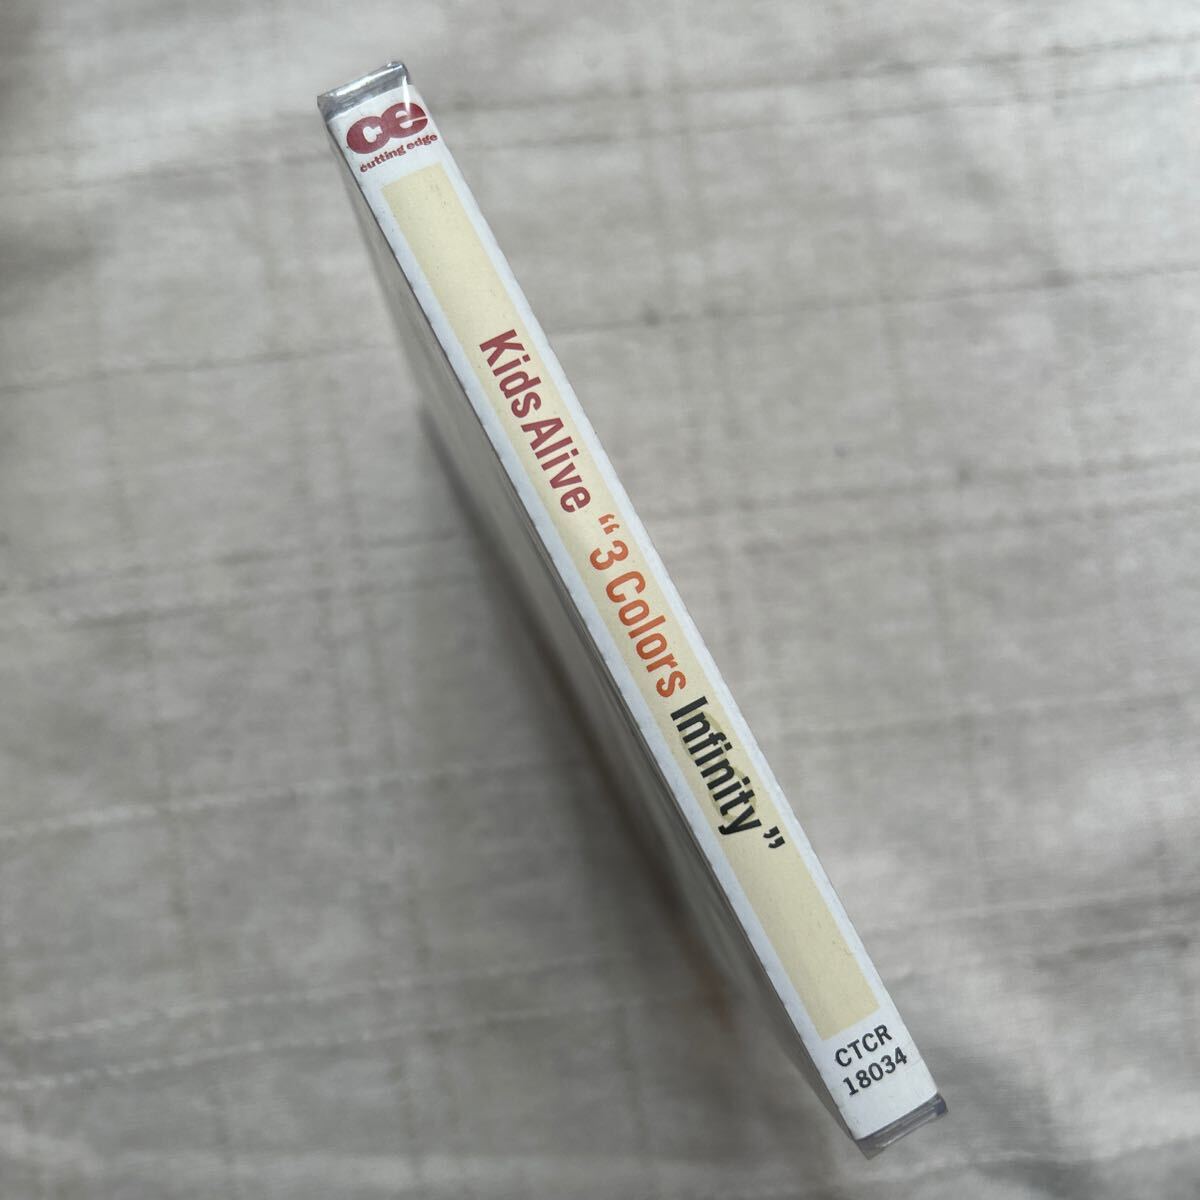 ce
cutting edge
Kids Alive “3 Colors Infinity”
CTCR
18034